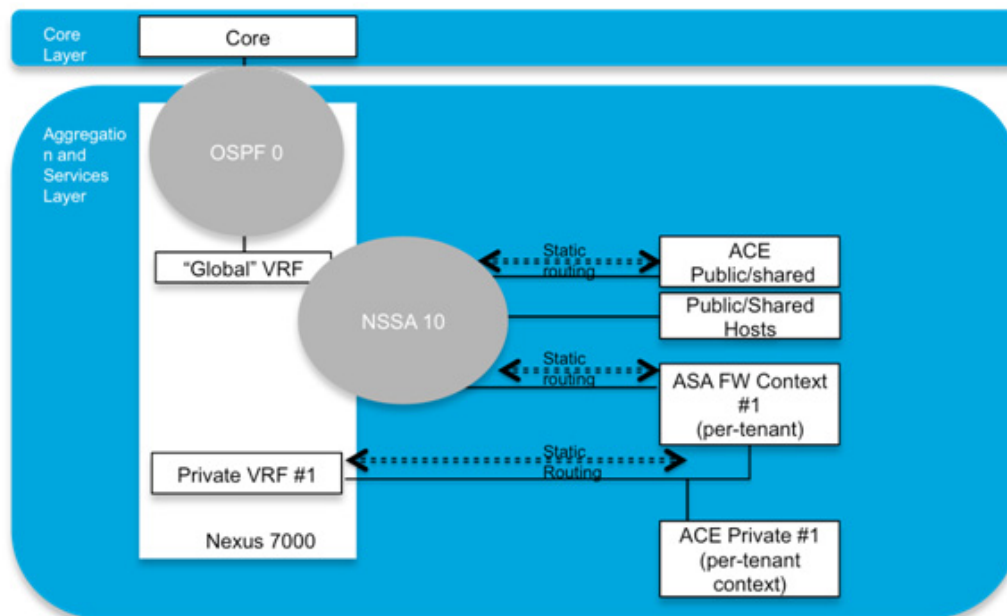 Core
Layer
Core
Aggregatio
n and
Services
Layer
OSPF 0
“Global” VRF
NSSA 10
Static
routing
ACE
Public/shared
Public/Shared
Hosts
Static
routing
ASA FW Context
#1
(per-tenant)
Static
Routing
Private VRF #1
Nexus 7000
ACE Private #1
(per-tenant
context)